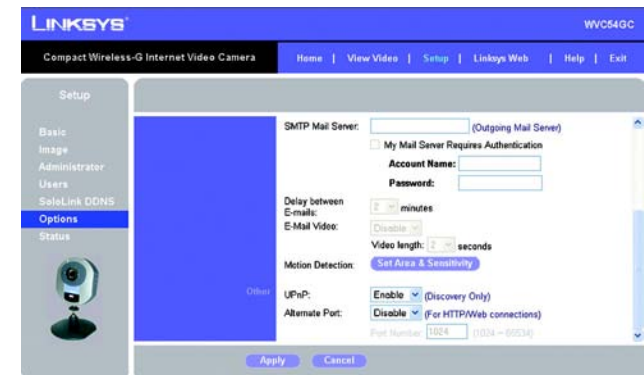 LINKSYS®
WVC54GC
Compact Wireless-G Internet Video Camera
Home | View Video | Setup | Linksys Web | Help | Exit
Setup
Basic
Image
Administrator
Users
SoloLink DDNS
Options
Status
SMTP Mail Server: (Outgoing Mail Server)
My Mail Server Requires Authentication
Account Name:
Password:
Delay between
E-mails: 2 minutes
E-Mail Video: Disable
Video length: 2 seconds
Motion Detection: Set Area & Sensitivity
Other
UPnP: Enable (Discovery Only)
Alternate Port: Disable (For HTTP/Web connections)
Port Number 1024 (1024 ~ 65534)
Apply Cancel